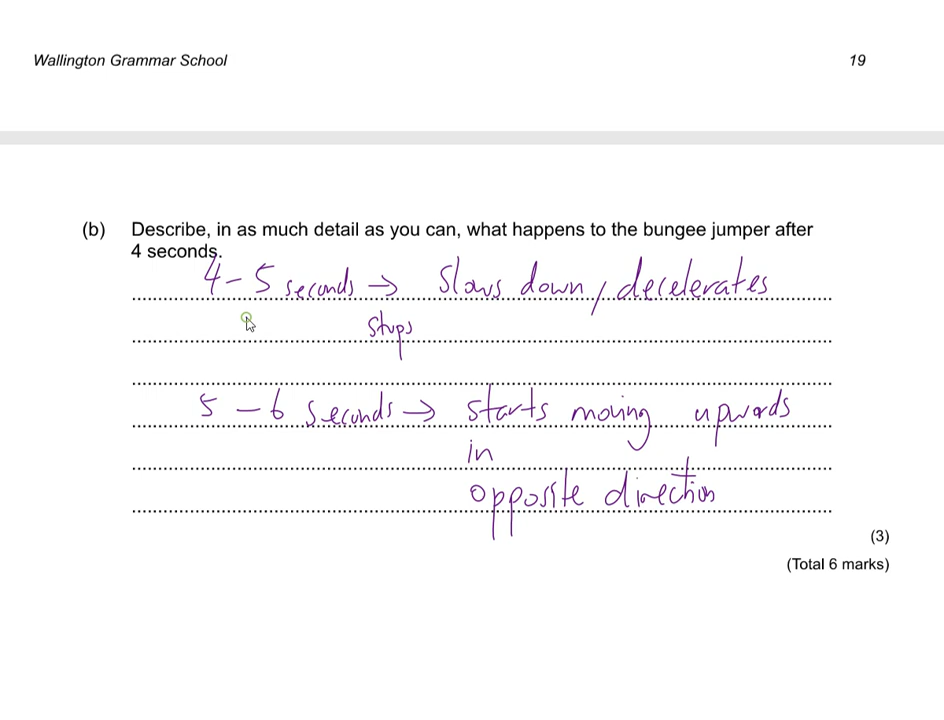 Wallington Grammar School 19
(b) Describe, in as much detail as you can, what happens to the bungee jumper after
4 seconds.
4 - 5 seconds → Slows down / decelerates
stops
5 - 6 seconds → starts moving upwards
in
opposite direction
(3)
(Total 6 marks)